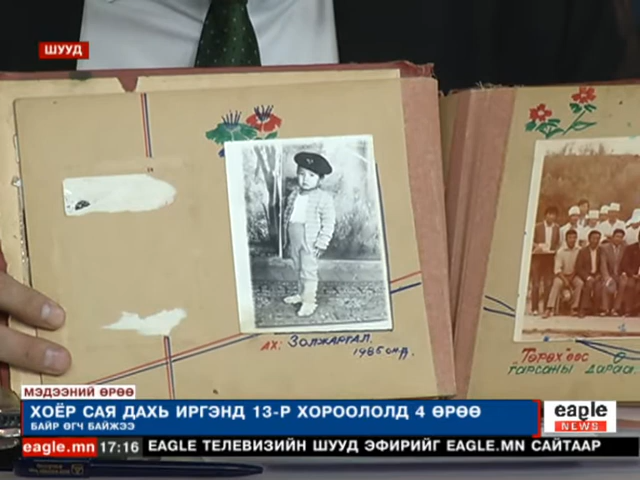 ШУУД
АХ: ЗОЛЖАРГАЛ.
1985 онд.
"Төрөх"өөс
гарсаны дараа.
МЭДЭЭНИЙ ӨРӨӨ
ХОЁР САЯ ДАХЬ ИРГЭНД 13-Р ХОРООЛОЛД 4 ӨРӨӨ
БАЙР ӨГЧ БАЙЖЭЭ
eagle
NEWS
eagle.mn 17:16 EAGLE ТЕЛЕВИЗИЙН ШУУД ЭФИРИЙГ EAGLE.MN САЙТААР